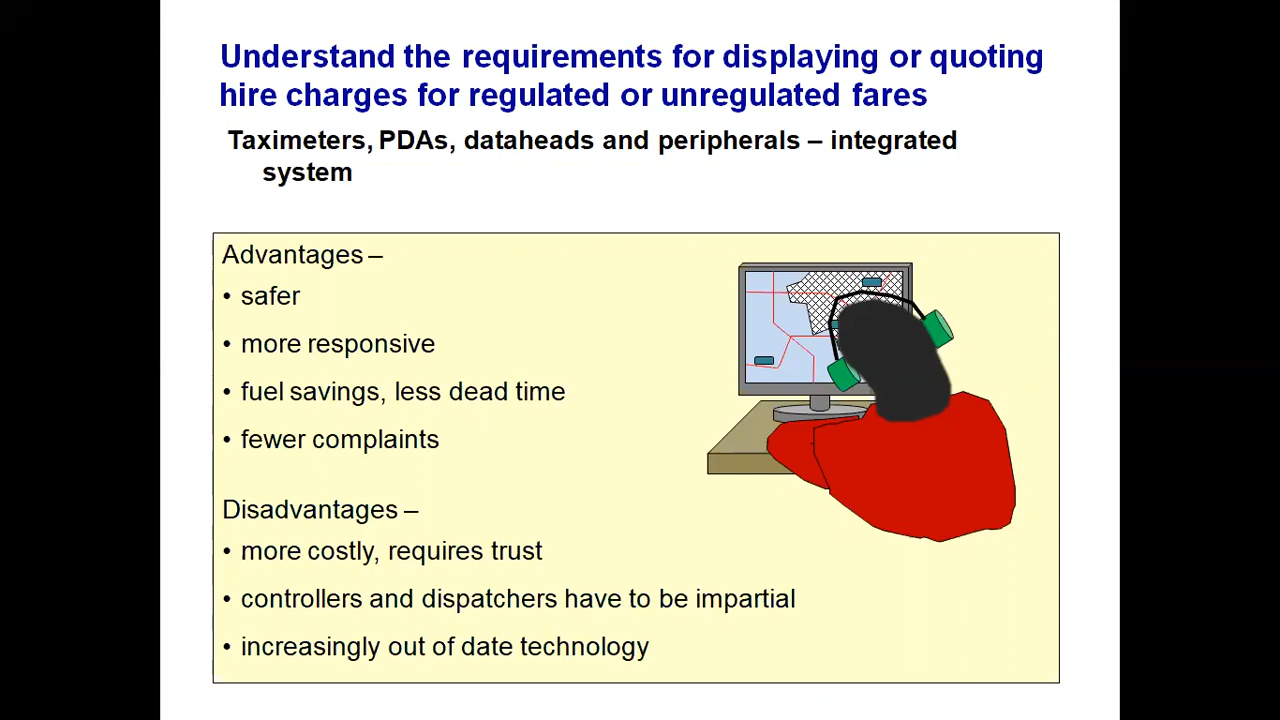 Understand the requirements for displaying or quoting
hire charges for regulated or unregulated fares
Taximeters, PDAs, dataheads and peripherals – integrated
system
Advantages –
• safer
• more responsive
• fuel savings, less dead time
• fewer complaints
Disadvantages –
• more costly, requires trust
• controllers and dispatchers have to be impartial
• increasingly out of date technology